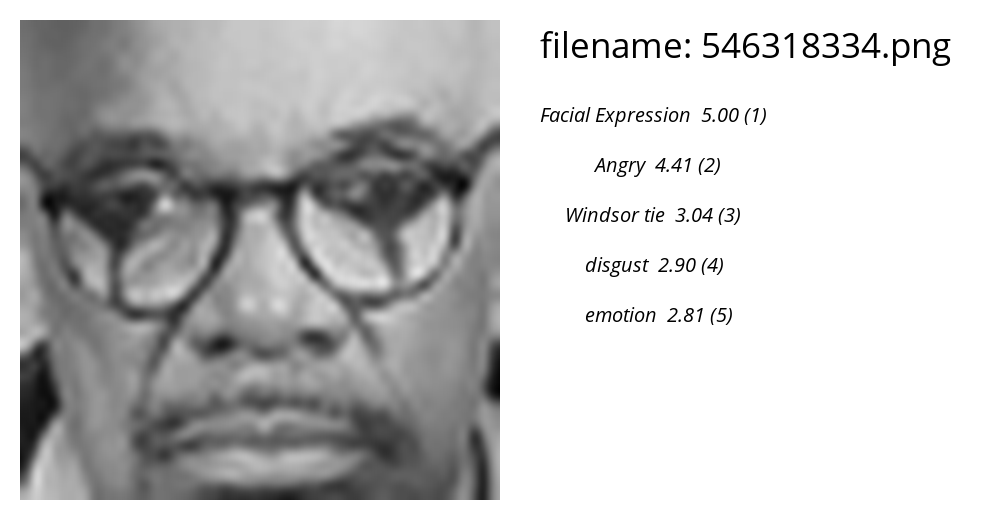 filename: 546318334.png
Facial Expression 5.00 (1)
Angry 4.41 (2)
Windsor tie 3.04 (3)
disgust 2.90 (4)
emotion 2.81 (5)